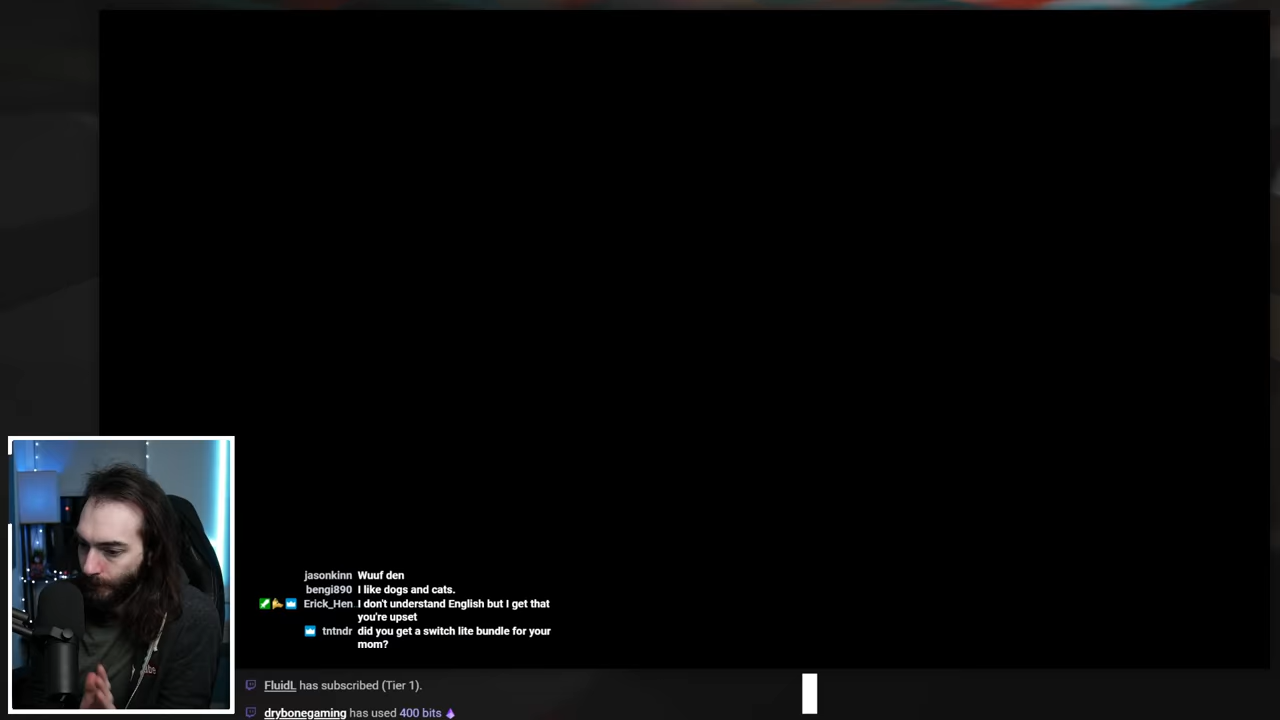 jasonkinn Wuuf den
bengi890 I like dogs and cats.
Erick_Hen I don't understand English but I get that
you're upset
tntndr did you get a switch lite bundle for your
mom?
FluidL has subscribed (Tier 1).
drybonegaming has used 400 bits